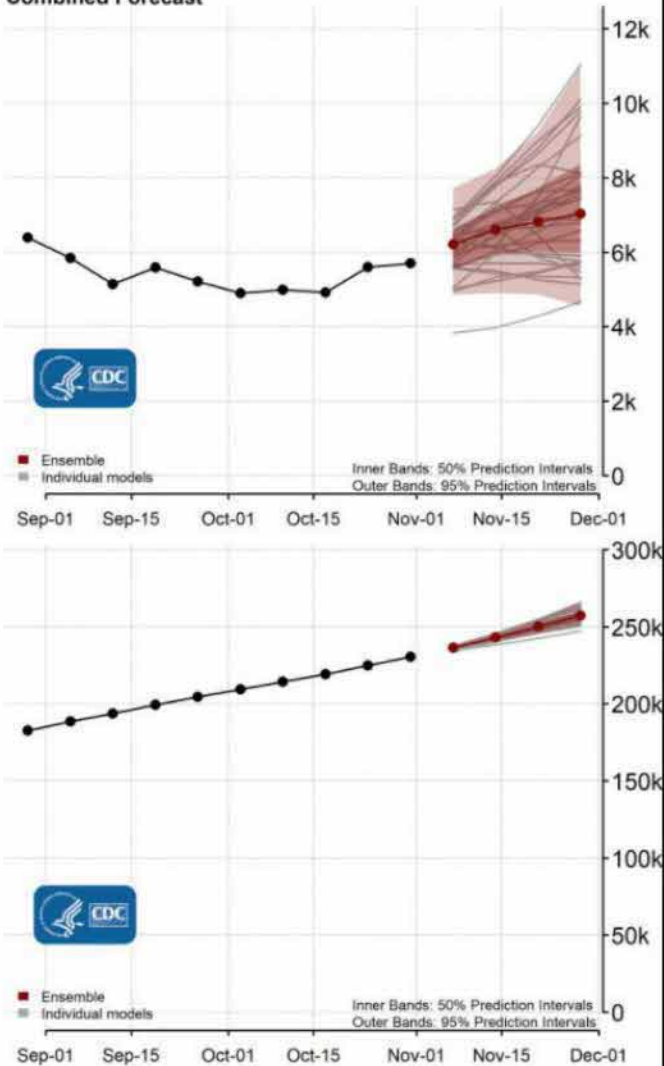 Combined Forecast
12k
10k
8k
6k
4k
2k
0
CDC
Ensemble
Individual models
Inner Bands: 50% Prediction Intervals
Outer Bands: 95% Prediction Intervals
Sep-01 Sep-15 Oct-01 Oct-15 Nov-01 Nov-15 Dec-01
300k
250k
200k
150k
100k
50k
0
CDC
Ensemble
Individual models
Inner Bands: 50% Prediction Intervals
Outer Bands: 95% Prediction Intervals
Sep-01 Sep-15 Oct-01 Oct-15 Nov-01 Nov-15 Dec-01